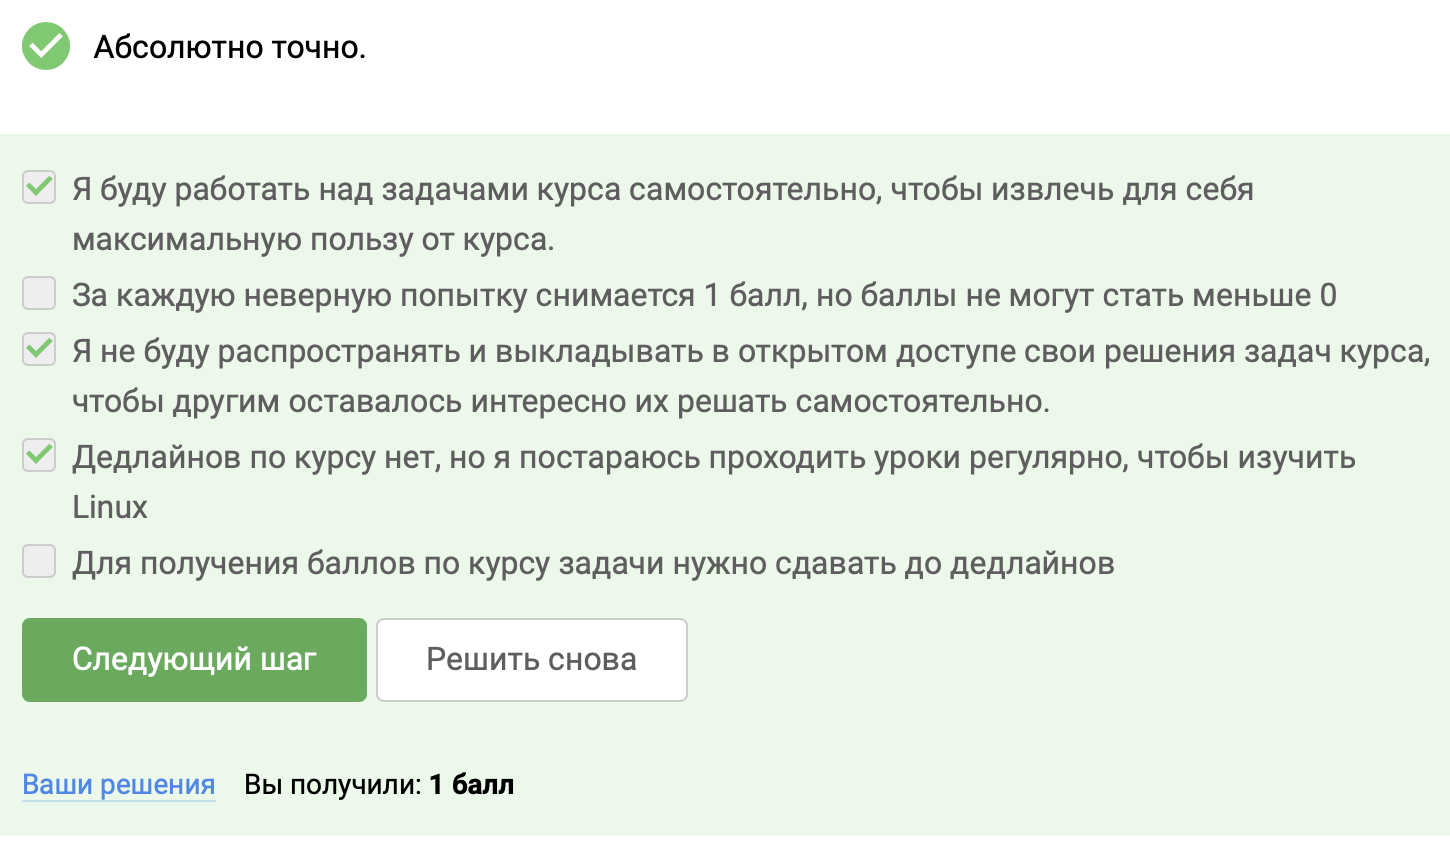 Абсолютно точно.
Я буду работать над задачами курса самостоятельно, чтобы извлечь для себя
максимальную пользу от курса.
За каждую неверную попытку снимается 1 балл, но баллы не могут стать меньше 0
Я не буду распространять и выкладывать в открытом доступе свои решения задач курса,
чтобы другим оставалось интересно их решать самостоятельно.
Дедлайнов по курсу нет, но я постараюсь проходить уроки регулярно, чтобы изучить
Linux
Для получения баллов по курсу задачи нужно сдавать до дедлайнов
Следующий шаг Решить снова
Ваши решения Вы получили: 1 балл